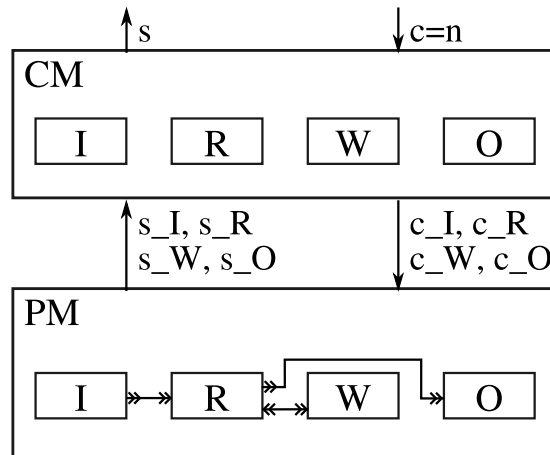 s
c=n
CM
I
R
W
O
s_I, s_R
s_W, s_O
c_I, c_R
c_W, c_O
PM
I
R
W
O